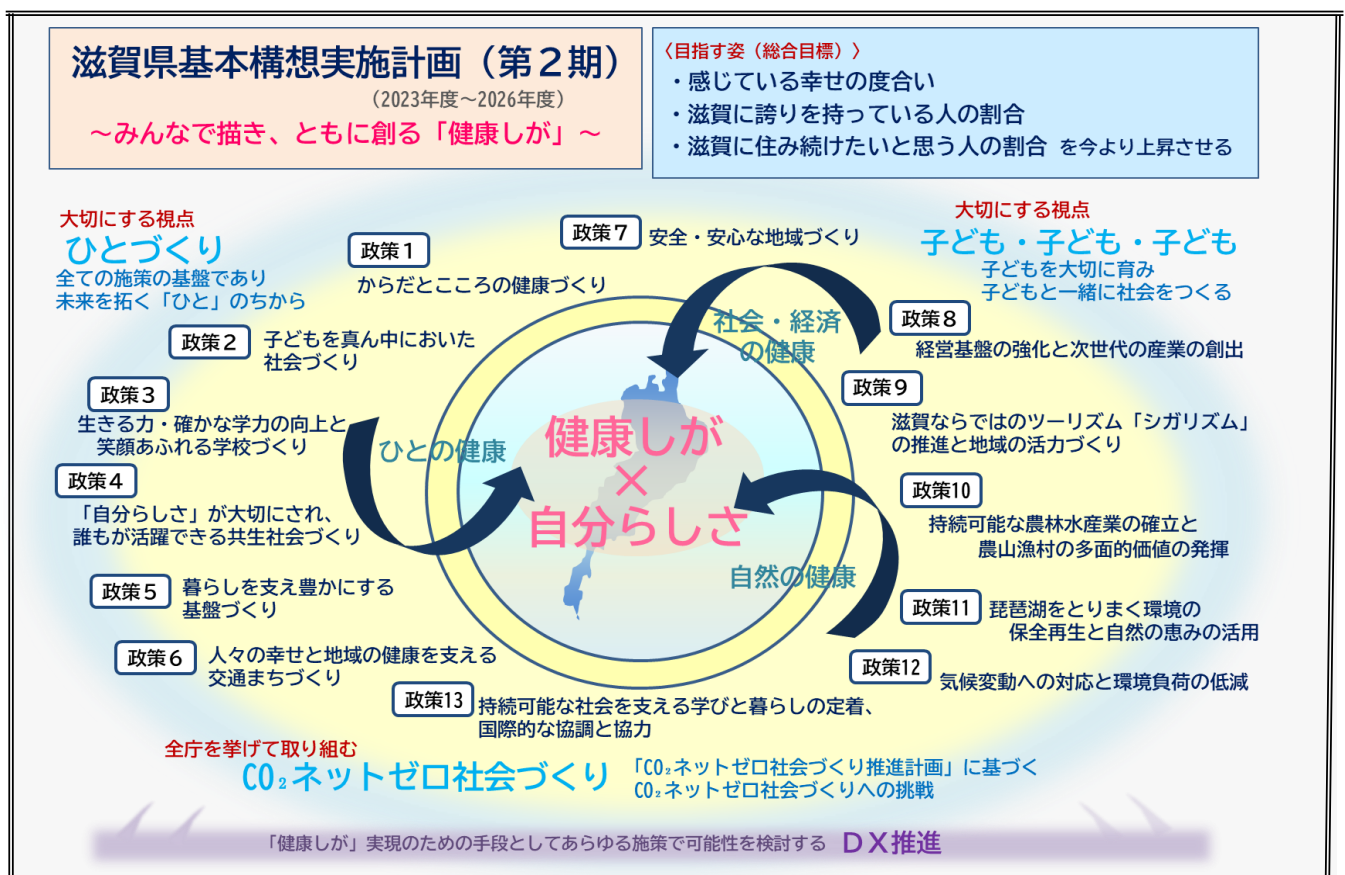 滋賀県基本構想実施計画（第２期）
（2023年度～2026年度）
～みんなで描き、ともに創る「健康しが」～
〈目指す姿（総合目標）〉
・感じている幸せの度合い
・滋賀に誇りを持っている人の割合
・滋賀に住み続けたいと思う人の割合 を今より上昇させる
大切にする視点
ひとづくり
全ての施策の基盤であり
未来を拓く「ひと」のちから
大切にする視点
子ども・子ども・子ども
子どもを大切に育み
子どもと一緒に社会をつくる
政策１
からだとこころの健康づくり
政策２
子どもを真ん中においた
社会づくり
政策３
生きる力・確かな学力の向上と
笑顔あふれる学校づくり
政策４
「自分らしさ」が大切にされ、
誰もが活躍できる共生社会づくり
政策５
暮らしを支え豊かにする
基盤づくり
政策６
人々の幸せと地域の健康を支える
交通まちづくり
政策７
安全・安心な地域づくり
政策８
経営基盤の強化と次世代の産業の創出
政策９
滋賀ならではのツーリズム「シガリズム」
の推進と地域の活力づくり
政策10
持続可能な農林水産業の確立と
農山漁村の多面的価値の発揮
政策11
琵琶湖をとりまく環境の
保全再生と自然の恵みの活用
政策12
気候変動への対応と環境負荷の低減
政策13
持続可能な社会を支える学びと暮らしの定着、
国際的な協調と協力
ひとの健康
社会・経済
の健康
自然の健康
健康しが
×
自分らしさ
全庁を挙げて取り組む
CO₂ネットゼロ社会づくり
「CO₂ネットゼロ社会づくり推進計画」に基づく
CO₂ネットゼロ社会づくりへの挑戦
「健康しが」実現のための手段としてあらゆる施策で可能性を検討する ＤＸ推進